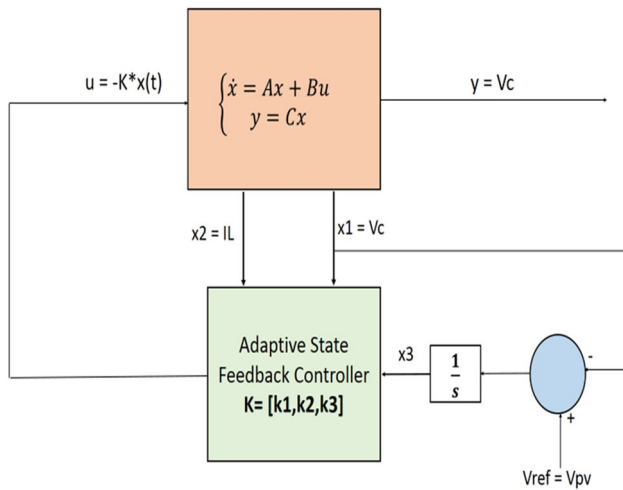 u = -K*x(t)
ẋ = Ax + Bu
y = Cx
y = Vc
x2 = IL
x1 = Vc
Adaptive State
Feedback Controller
K= [k1,k2,k3]
x3
1
s
-
+
Vref = Vpv